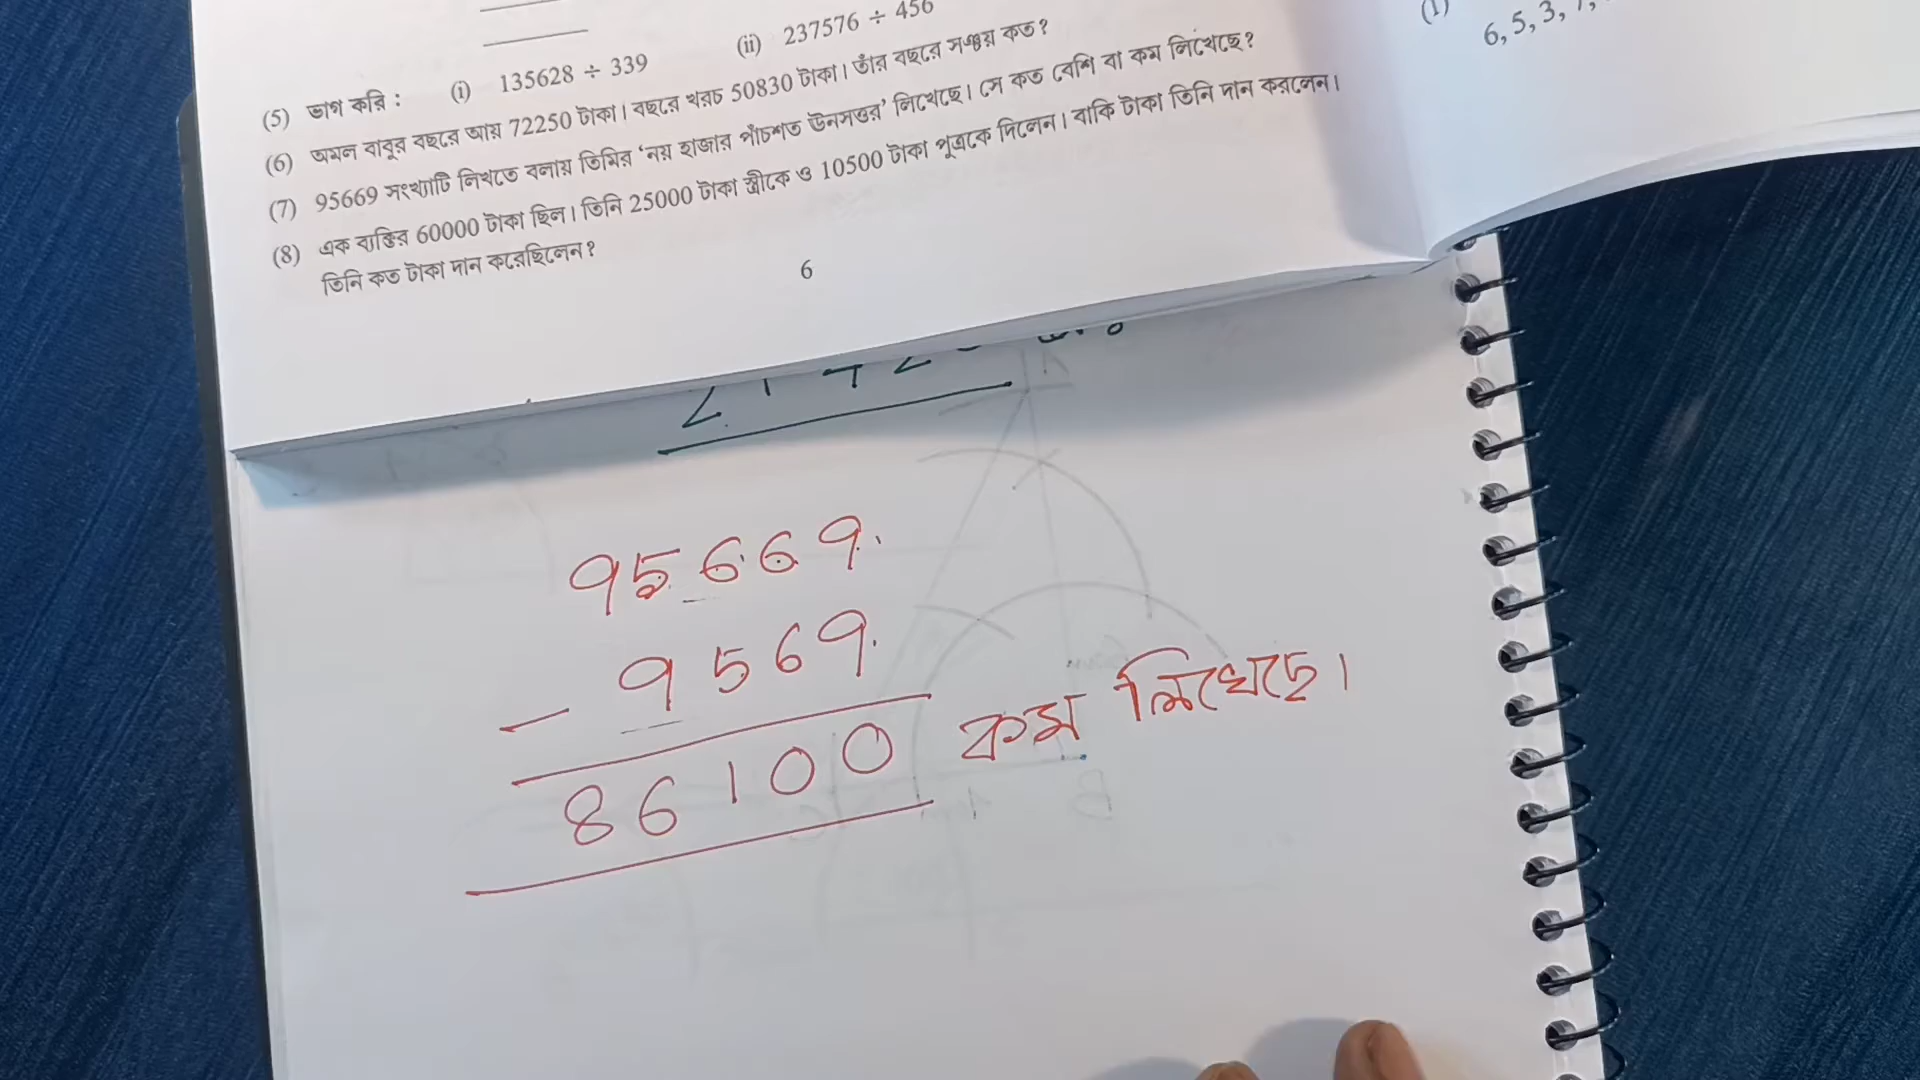 (5) ভাগ করি : (i) 135628 ÷ 339 (ii) 237576 ÷ 456
(6) অমল বাবুর বছরে আয় 72250 টাকা। বছরে খরচ 50830 টাকা। তাঁর বছরে সঞ্চয় কত?
(7) 95669 সংখ্যাটি লিখতে বলায় তিমির ‘নয় হাজার পাঁচশত ঊনসত্তর’ লিখেছে। সে কত বেশি বা কম লিখেছে?
(8) এক ব্যক্তির 60000 টাকা ছিল। তিনি 25000 টাকা স্ত্রীকে ও 10500 টাকা পুত্রকে দিলেন। বাকি টাকা তিনি দান করলেন।
তিনি কত টাকা দান করেছিলেন?
6
(1)
6, 5, 3,
95669
- 9569
86100 কম লিখেছে।